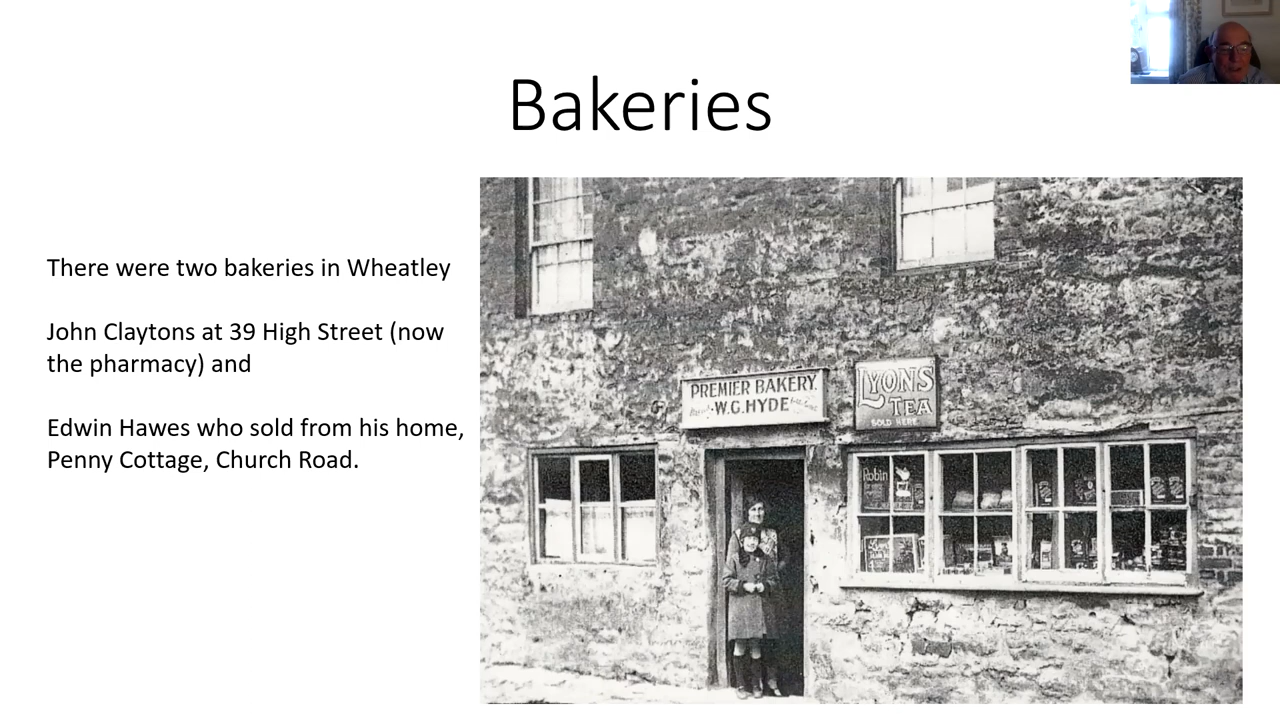 Bakeries
There were two bakeries in Wheatley
John Claytons at 39 High Street (now
the pharmacy) and
Edwin Hawes who sold from his home,
Penny Cottage, Church Road.
PREMIER BAKERY.
W.G.HYDE
LYONS
TEA
SOLD HERE
Robin